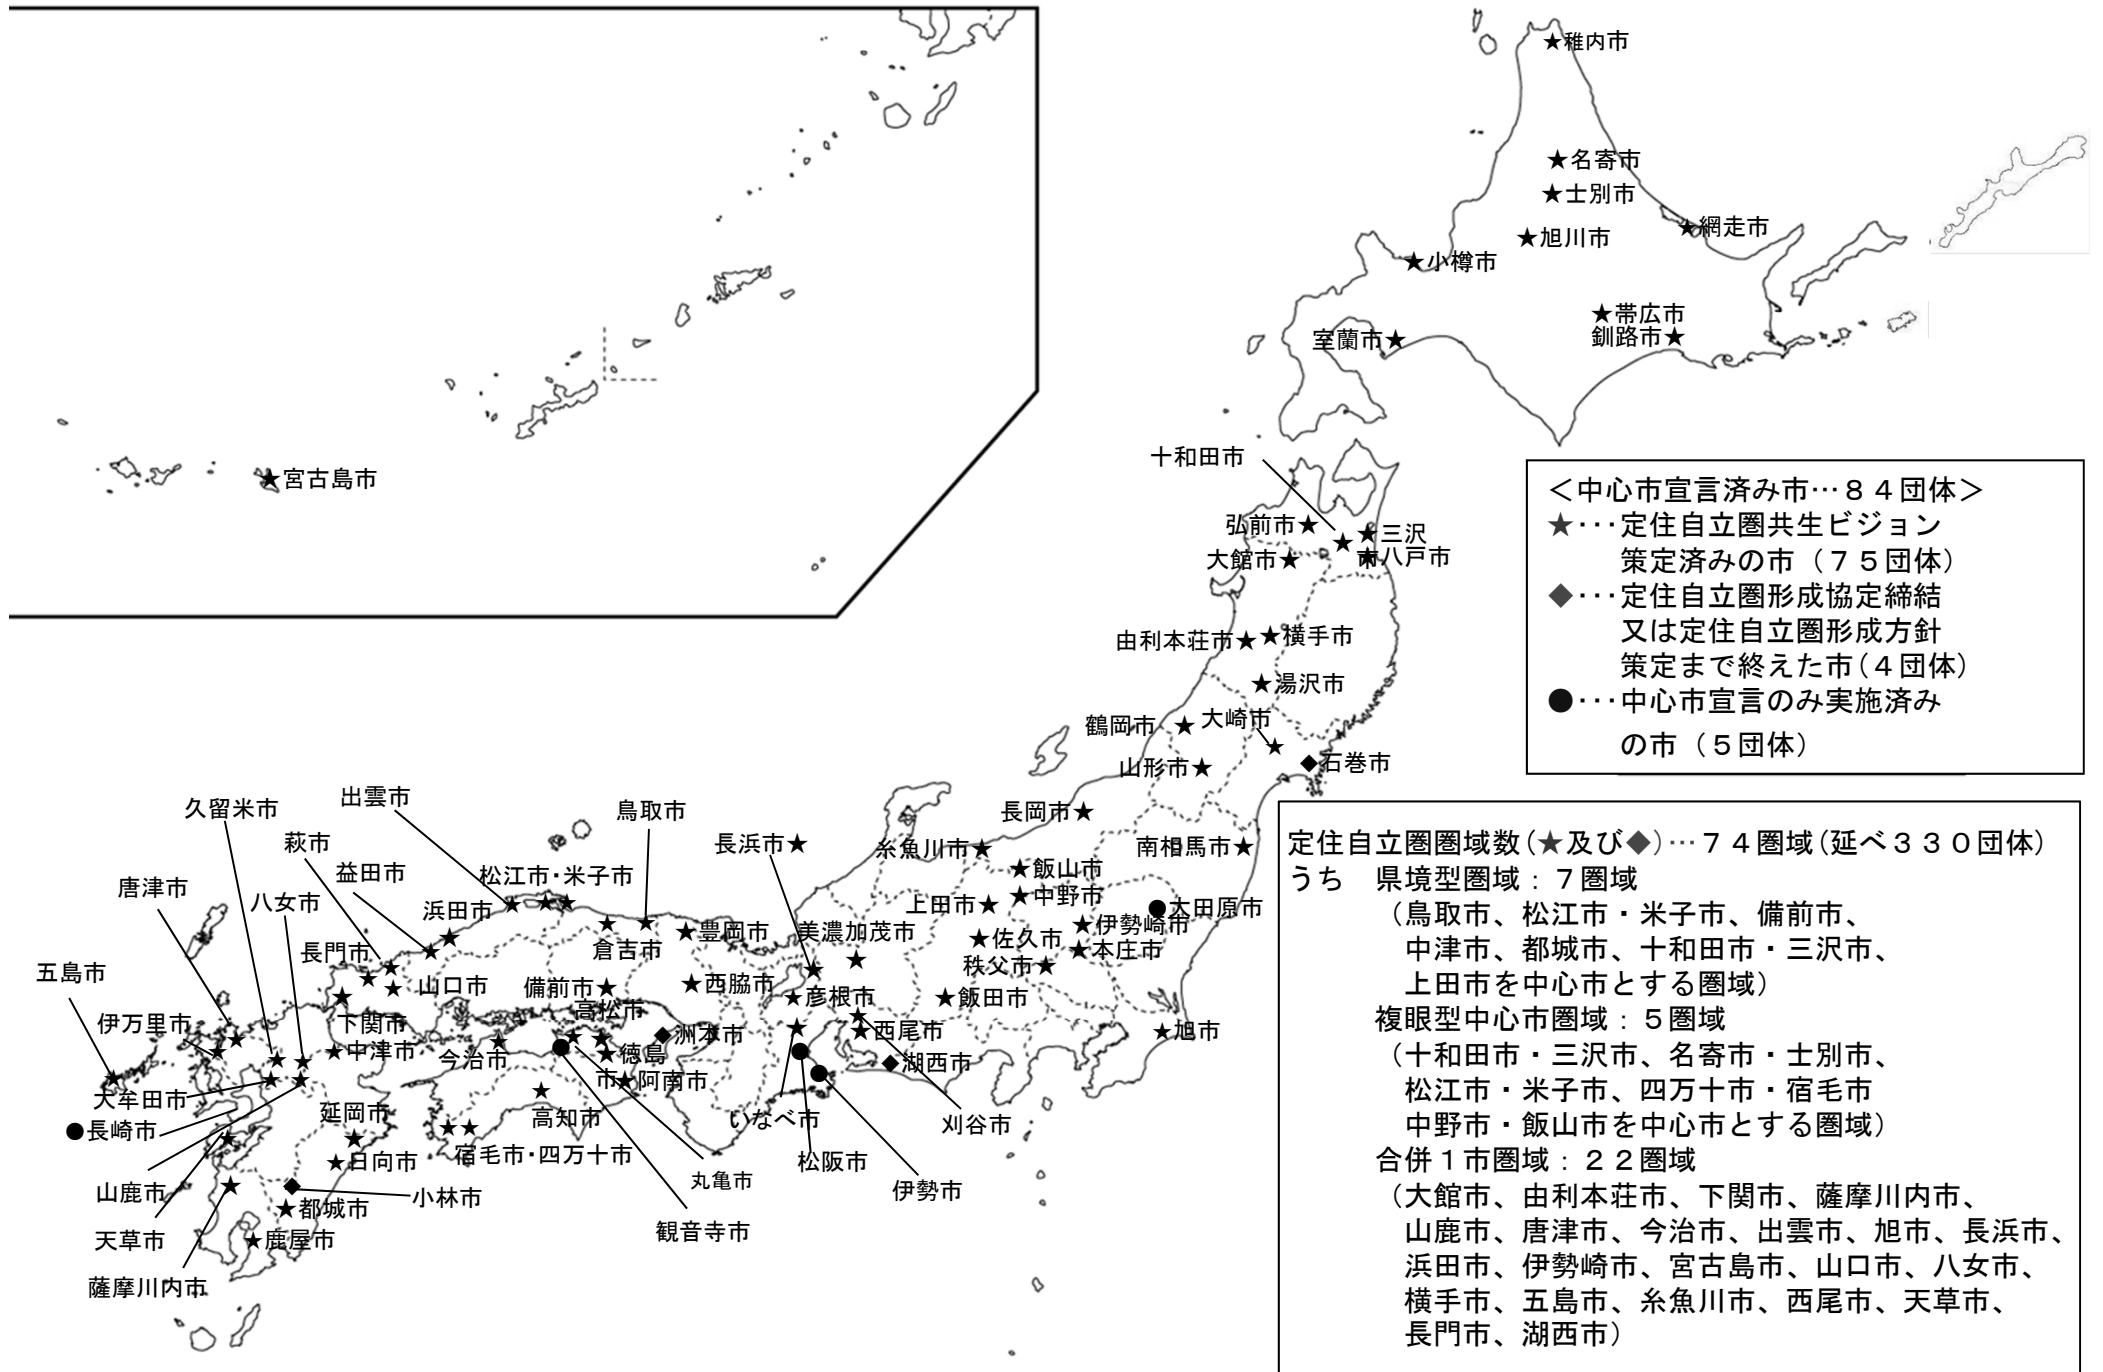 ★稚内市
★名寄市
★士別市
★網走市
★旭川市
★小樽市
★帯広市
釧路市★
室蘭市★
★宮古島市
十和田市
弘前市★
★三沢
市
大館市★
★八戸市
由利本荘市★
★横手市
★湯沢市
鶴岡市 ★
大崎市
山形市★
◆石巻市
長岡市★
南相馬市★
糸魚川市★
★飯山市
★中野市
上田市★
●大田原市
★伊勢崎市
★佐久市
★本庄市
秩父市★
★飯田市
★旭市
長浜市★
美濃加茂市
★彦根市
★西尾市
◆湖西市
刈谷市
いなべ市
松阪市
伊勢市
久留米市
出雲市
鳥取市
萩市
益田市
松江市・米子市
唐津市
八女市
浜田市
倉吉市
★豊岡市
長門市
五島市
山口市
備前市★
★西脇市
高松市
伊万里市
下関市
★中津市
今治市
◆洲本市
★徳島
市
★阿南市
大牟田市
高知市
●長崎市
延岡市
宿毛市・四万十市
★日向市
丸亀市
山鹿市
小林市
★都城市
観音寺市
天草市
★鹿屋市
薩摩川内市
＜中心市宣言済み市…８４団体＞
★･･･定住自立圏共生ビジョン
策定済みの市（７５団体）
◆･･･定住自立圏形成協定締結
又は定住自立圏形成方針
策定まで終えた市（４団体）
●･･･中心市宣言のみ実施済み
の市（５団体）
定住自立圏圏域数（★及び◆）…７４圏域（延べ３３０団体）
うち　県境型圏域：７圏域
（鳥取市、松江市・米子市、備前市、
中津市、都城市、十和田市・三沢市、
上田市を中心市とする圏域）
複眼型中心市圏域：５圏域
（十和田市・三沢市、名寄市・士別市、
松江市・米子市、四万十市・宿毛市
中野市・飯山市を中心市とする圏域）
合併１市圏域：２２圏域
（大館市、由利本荘市、下関市、薩摩川内市、
山鹿市、唐津市、今治市、出雲市、旭市、長浜市、
浜田市、伊勢崎市、宮古島市、山口市、八女市、
横手市、五島市、糸魚川市、西尾市、天草市、
長門市、湖西市）